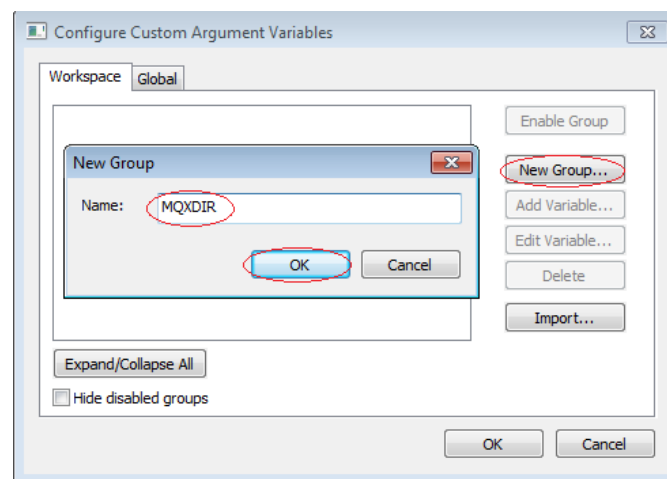 Configure Custom Argument Variables
Workspace
Global
Enable Group
New Group
New Group...
Name:
MQXDIR
Add Variable...
Edit Variable...
OK
Cancel
Delete
Import...
Expand/Collapse All
Hide disabled groups
OK
Cancel